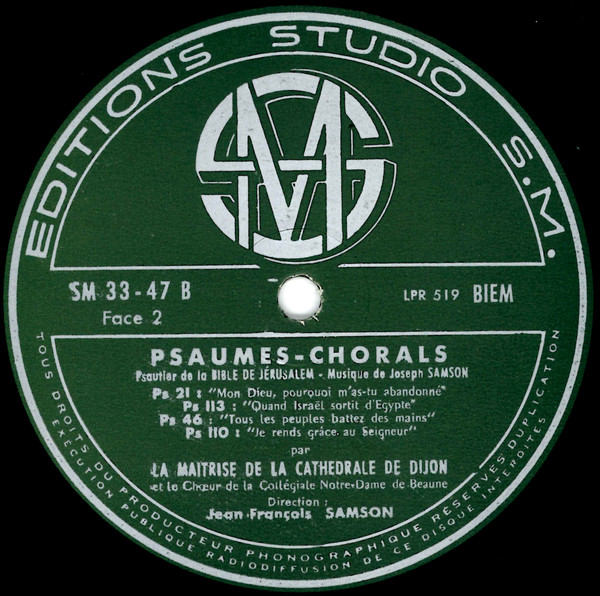 EDITIONS STUDIO S.M.
SMG
SM 33-47 B
Face 2
LPR 519 BIEM
PSAUMES-CHORALS
Psautier de la BIBLE DE JÉRUSALEM - Musique de Joseph SAMSON
Ps 21 : "Mon Dieu, pourquoi m'as-tu abandonné"
Ps 113 : "Quand Israël sortit d'Egypte"
Ps 46 : "Tous les peuples battez des mains"
Ps 110 : "Je rends grâce au Seigneur"
par
LA MAITRISE DE LA CATHEDRALE DE DIJON
et le Chœur de la Collégiale Notre-Dame de Beaune
Direction :
Jean-François SAMSON
TOUS DROITS DU PRODUCTEUR PHONOGRAPHIQUE RÉSERVÉS·DUPLICATION
EXÉCUTION PUBLIQUE RADIODIFFUSION DE CE DISQUE INTERDITES